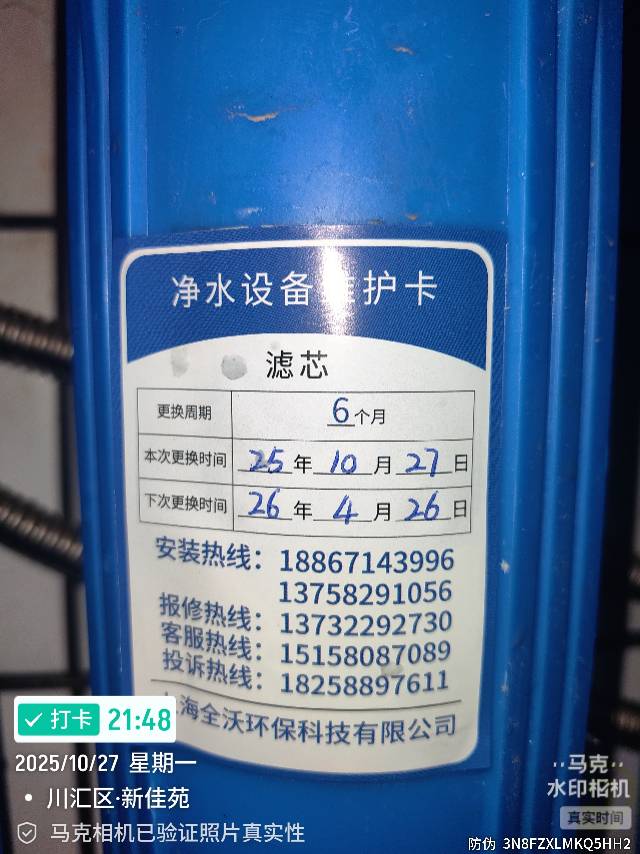 净水设备 护卡
滤芯
更换周期 6个月
本次更换时间 25年10月27日
下次更换时间 26年4月26日
安装热线：18867143996
13758291056
报修热线：13732292730
客服热线：15158087089
投诉热线：18258897611
海全沃环保科技有限公司
打卡 21:48
2025/10/27 星期一
川汇区·新佳苑
马克相机已验证照片真实性
马克
水印相机
真实时间
防伪 3N8FZXLMKQ5HH2